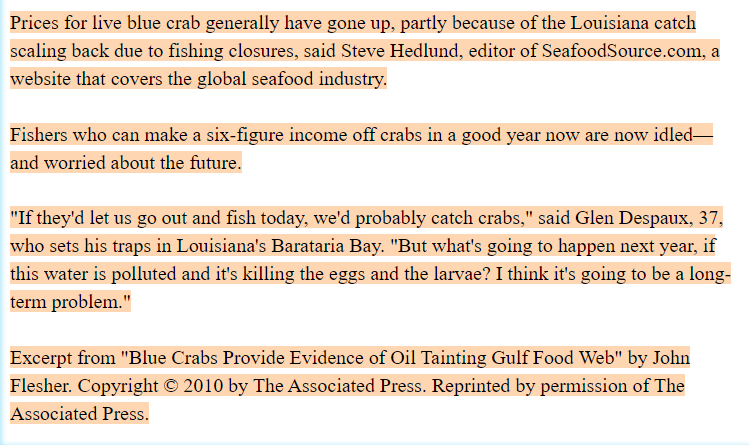 Prices for live blue crab generally have gone up, partly because of the Louisiana catch
scaling back due to fishing closures, said Steve Hedlund, editor of SeafoodSource.com, a
website that covers the global seafood industry.
Fishers who can make a six-figure income off crabs in a good year now are now idled—
and worried about the future.
"If they'd let us go out and fish today, we'd probably catch crabs," said Glen Despaux, 37,
who sets his traps in Louisiana's Barataria Bay. "But what's going to happen next year, if
this water is polluted and it's killing the eggs and the larvae? I think it's going to be a long-
term problem."
Excerpt from "Blue Crabs Provide Evidence of Oil Tainting Gulf Food Web" by John
Flesher. Copyright © 2010 by The Associated Press. Reprinted by permission of The
Associated Press.